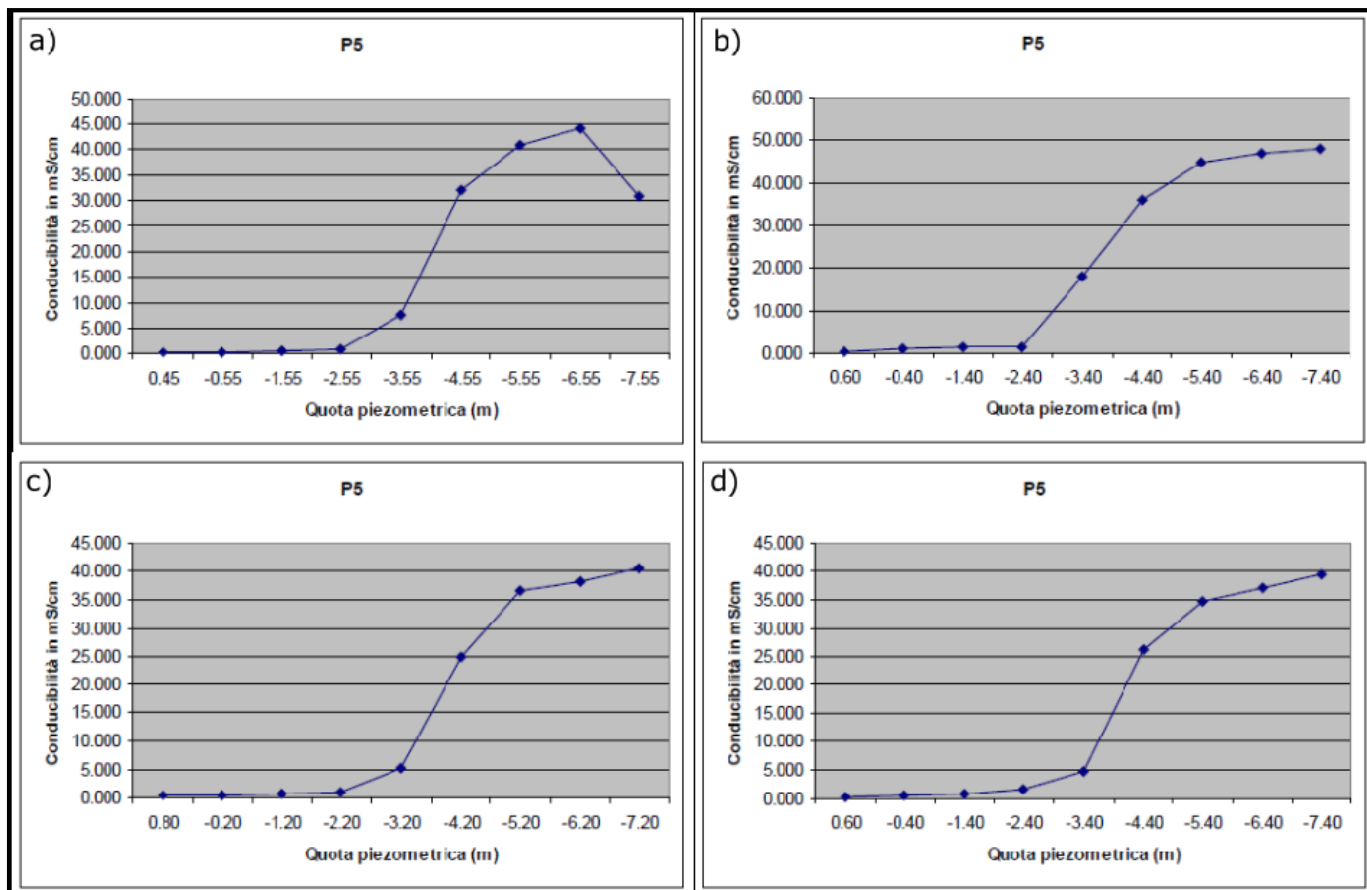 a)
P5
Conducibilità in mS/cm
50.000
45.000
40.000
35.000
30.000
25.000
20.000
15.000
10.000
5.000
0.000
0.45 -0.55 -1.55 -2.55 -3.55 -4.55 -5.55 -6.55 -7.55
Quota piezometrica (m)
b)
P5
Conducibilità in mS/cm
60.000
50.000
40.000
30.000
20.000
10.000
0.000
0.60 -0.40 -1.40 -2.40 -3.40 -4.40 -5.40 -6.40 -7.40
Quota piezometrica (m)
c)
P5
Conducibilità in mS/cm
45.000
40.000
35.000
30.000
25.000
20.000
15.000
10.000
5.000
0.000
0.80 -0.20 -1.20 -2.20 -3.20 -4.20 -5.20 -6.20 -7.20
Quota piezometrica (m)
d)
P5
Conducibilità in mS/cm
45.000
40.000
35.000
30.000
25.000
20.000
15.000
10.000
5.000
0.000
0.60 -0.40 -1.40 -2.40 -3.40 -4.40 -5.40 -6.40 -7.40
Quota piezometrica (m)